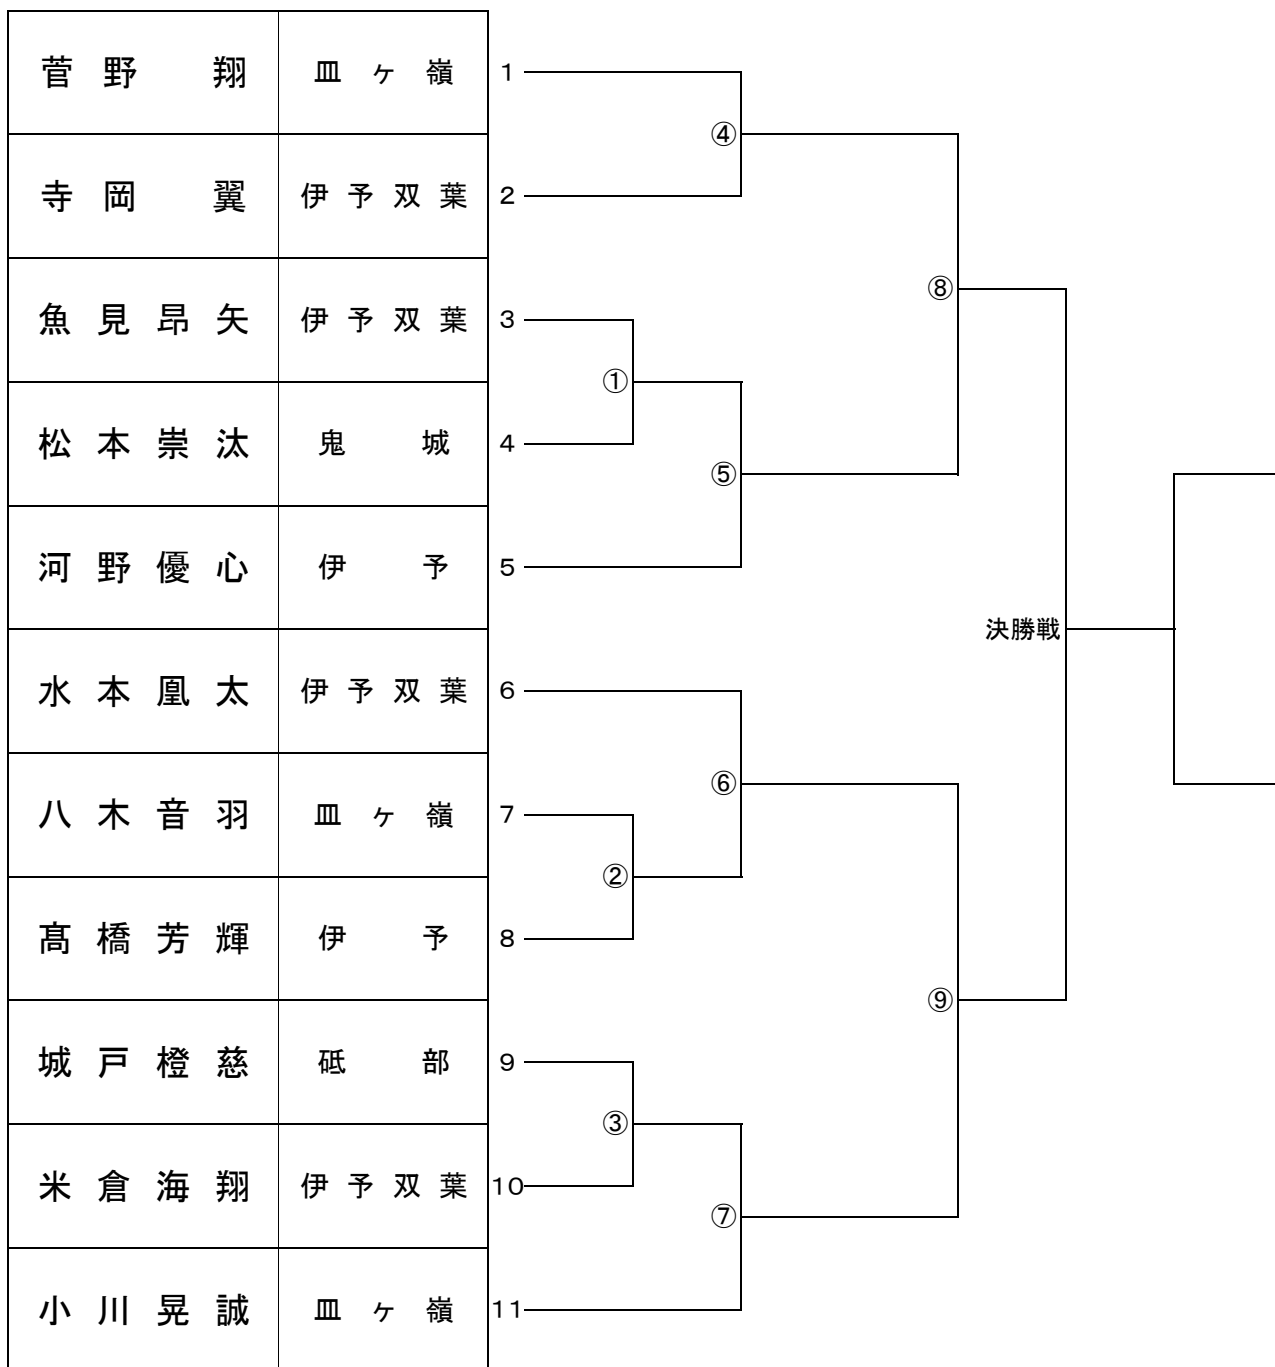 菅野 翔 皿ヶ嶺 1
④
寺岡 翼 伊予双葉 2
⑧
魚見昂矢 伊予双葉 3
①
松本崇汰 鬼城 4
⑤
河野優心 伊予 5
決勝戦
水本凰太 伊予双葉 6
⑥
八木音羽 皿ヶ嶺 7
②
髙橋芳輝 伊予 8
⑨
城戸橙慈 砥部 9
③
米倉海翔 伊予双葉 10
⑦
小川晃誠 皿ヶ嶺 11